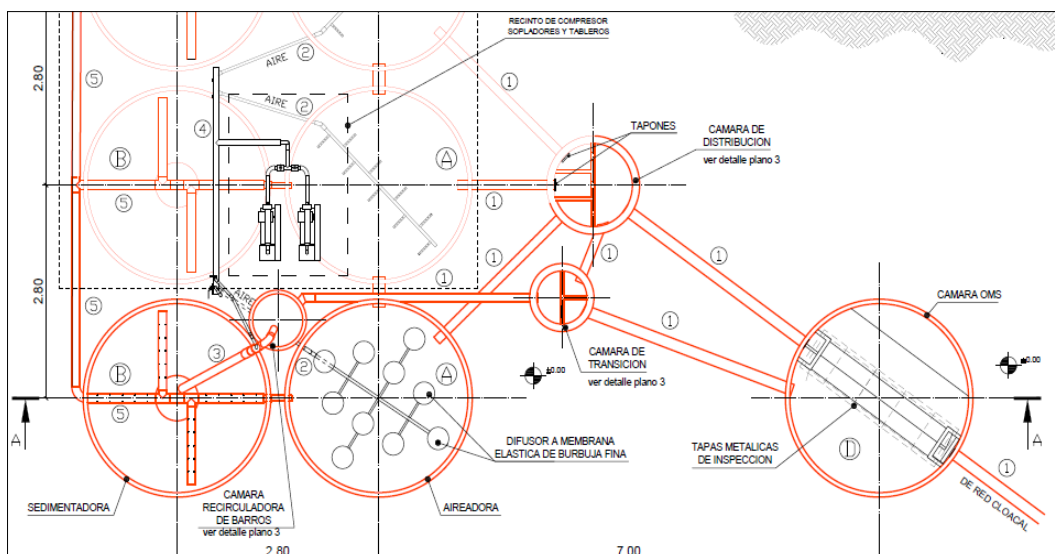 RECINTO DE COMPRESOR
SOPLADORES Y TABLEROS
AIRE
2
1
5
2.80
AIRE
2
4
TAPONES
CAMARA DE
DISTRIBUCION
ver detalle plano 3
B
A
5
1
1
1
1
1
2.80
5
AIRE
1
CAMARA OMS
3
2
CAMARA DE
TRANSICION
ver detalle plano 3
±0.00
±0.00
B
A
5
A
A
D
DIFUSOR A MEMBRANA
ELASTICA DE BURBUJA FINA
TAPAS METALICAS
DE INSPECCION
1
DE RED CLOACAL
SEDIMENTADORA
CAMARA
RECIRCULADORA
DE BARROS
ver detalle plano 3
AIREADORA
2.80
7.00